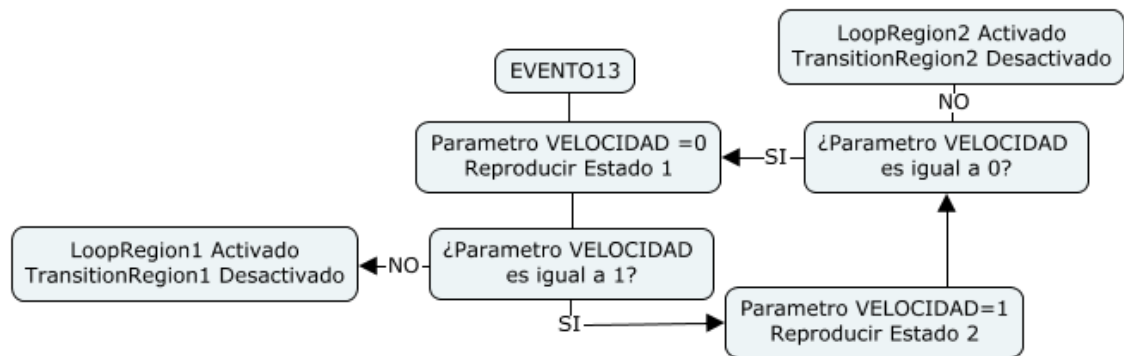 LoopRegion2 Activado
TransitionRegion2 Desactivado
EVENTO13
NO
Parametro VELOCIDAD =0
Reproducir Estado 1
SI
¿Parametro VELOCIDAD
es igual a 0?
LoopRegion1 Activado
TransitionRegion1 Desactivado
NO
¿Parametro VELOCIDAD
es igual a 1?
SI
Parametro VELOCIDAD=1
Reproducir Estado 2